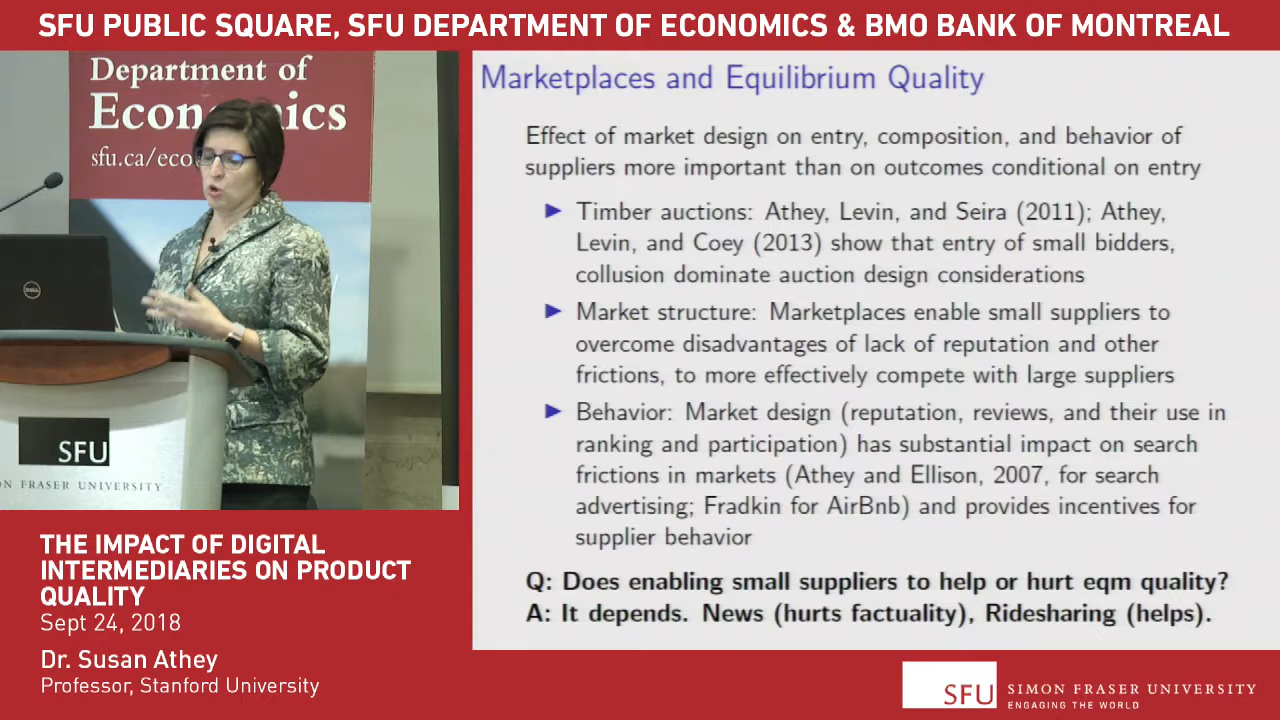 SFU PUBLIC SQUARE, SFU DEPARTMENT OF ECONOMICS & BMO BANK OF MONTREAL
Department of
Economics
sfu.ca/eco
DELL
SFU
ON FRASER UNIVERSITY
Marketplaces and Equilibrium Quality
Effect of market design on entry, composition, and behavior of
suppliers more important than on outcomes conditional on entry
▶ Timber auctions: Athey, Levin, and Seira (2011); Athey,
Levin, and Coey (2013) show that entry of small bidders,
collusion dominate auction design considerations
▶ Market structure: Marketplaces enable small suppliers to
overcome disadvantages of lack of reputation and other
frictions, to more effectively compete with large suppliers
▶ Behavior: Market design (reputation, reviews, and their use in
ranking and participation) has substantial impact on search
frictions in markets (Athey and Ellison, 2007, for search
advertising; Fradkin for AirBnb) and provides incentives for
supplier behavior
Q: Does enabling small suppliers to help or hurt eqm quality?
A: It depends. News (hurts factuality), Ridesharing (helps).
THE IMPACT OF DIGITAL
INTERMEDIARIES ON PRODUCT
QUALITY
Sept 24, 2018
Dr. Susan Athey
Professor, Stanford University
SFU SIMON FRASER UNIVERSITY
ENGAGING THE WORLD